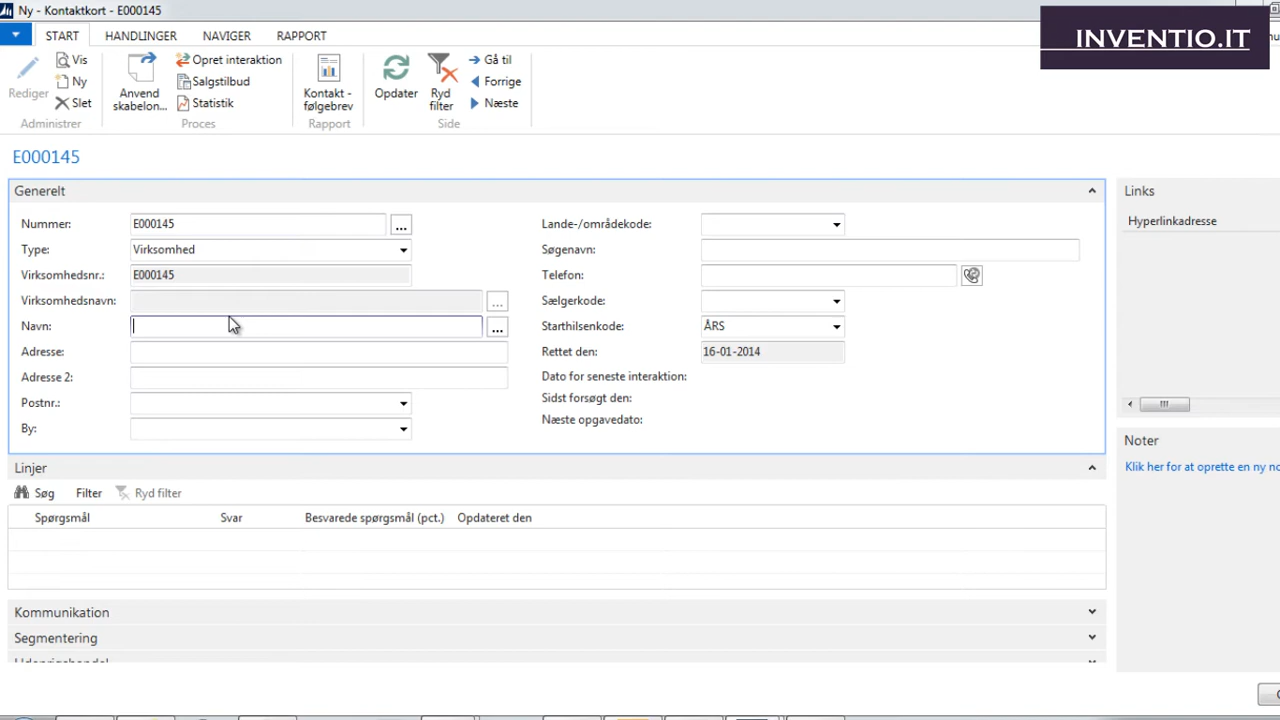 Ny - Kontaktkort - E000145
INVENTIO.IT
START HANDLINGER NAVIGER RAPPORT
Rediger
Vis
Ny
Slet
Administrer
Anvend skabelon...
Opret interaktion
Salgstilbud
Statistik
Proces
Kontakt - følgebrev
Rapport
Opdater
Ryd filter
Gå til
Forrige
Næste
Side
E000145
Generelt
Nummer: E000145
Type: Virksomhed
Virksomhedsnr.: E000145
Virksomhedsnavn:
Navn:
Adresse:
Adresse 2:
Postnr.:
By:
Lande-/områdekode:
Søgenavn:
Telefon:
Sælgerkode:
Starthilsenkode: ÅRS
Rettet den: 16-01-2014
Dato for seneste interaktion:
Sidst forsøgt den:
Næste opgavedato:
Linjer
Søg Filter Ryd filter
Spørgsmål Svar Besvarede spørgsmål (pct.) Opdateret den
Kommunikation
Segmentering
Links
Hyperlinkadresse
Noter
Klik her for at oprette en ny